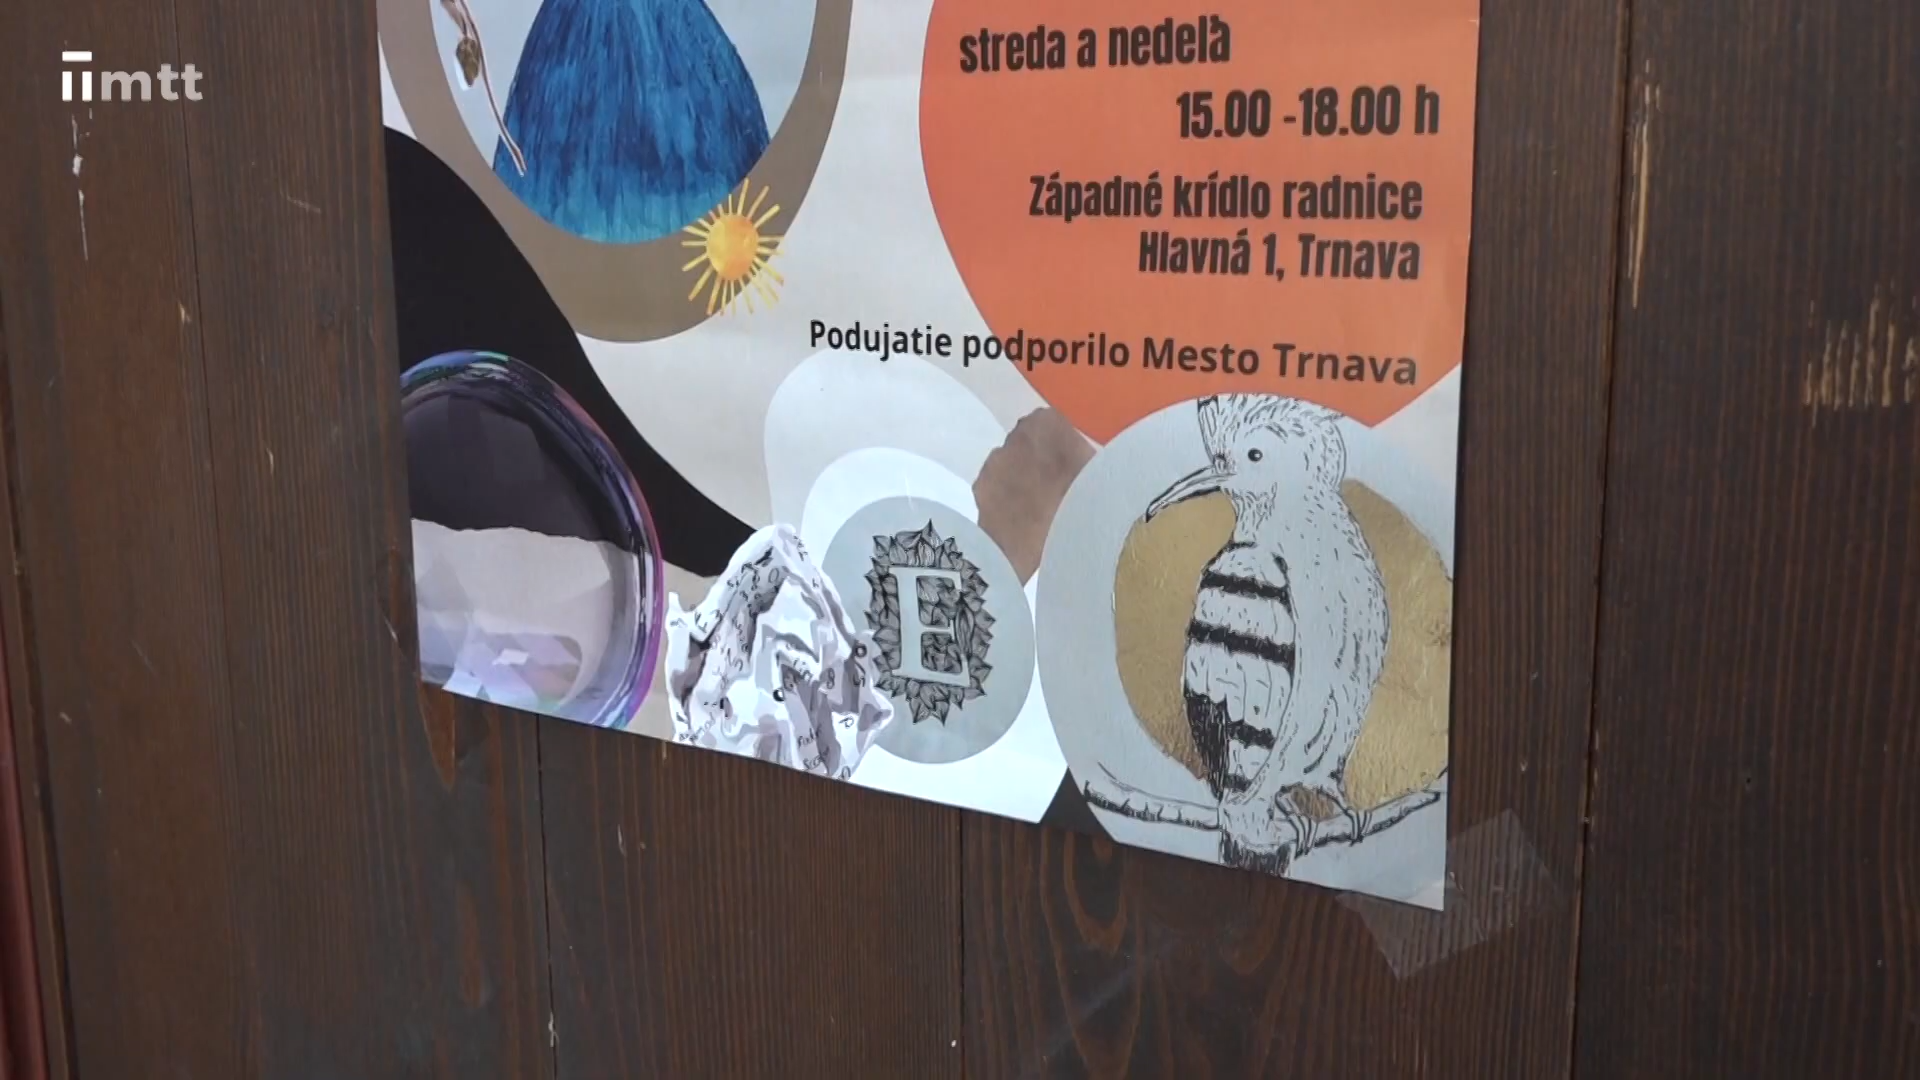 mtt
streda a nedeľa
15.00 -18.00 h
Západné krídlo radnice
Hlavná 1, Trnava
Podujatie podporilo Mesto Trnava
E